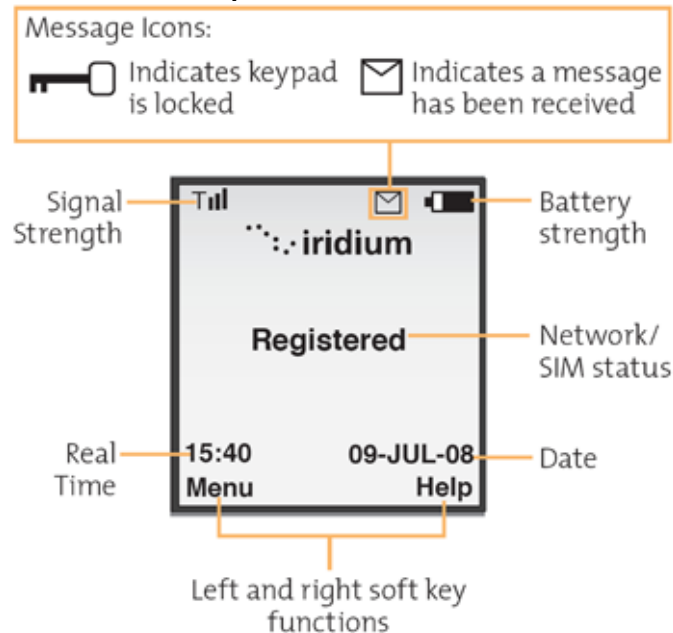 Message Icons:
Indicates keypad
is locked
Indicates a message
has been received
Signal
Strength
T
Battery
strength
iridium
Registered
Network/
SIM status
Real
Time
15:40
09-JUL-08
Date
Menu
Help
Left and right soft key
functions